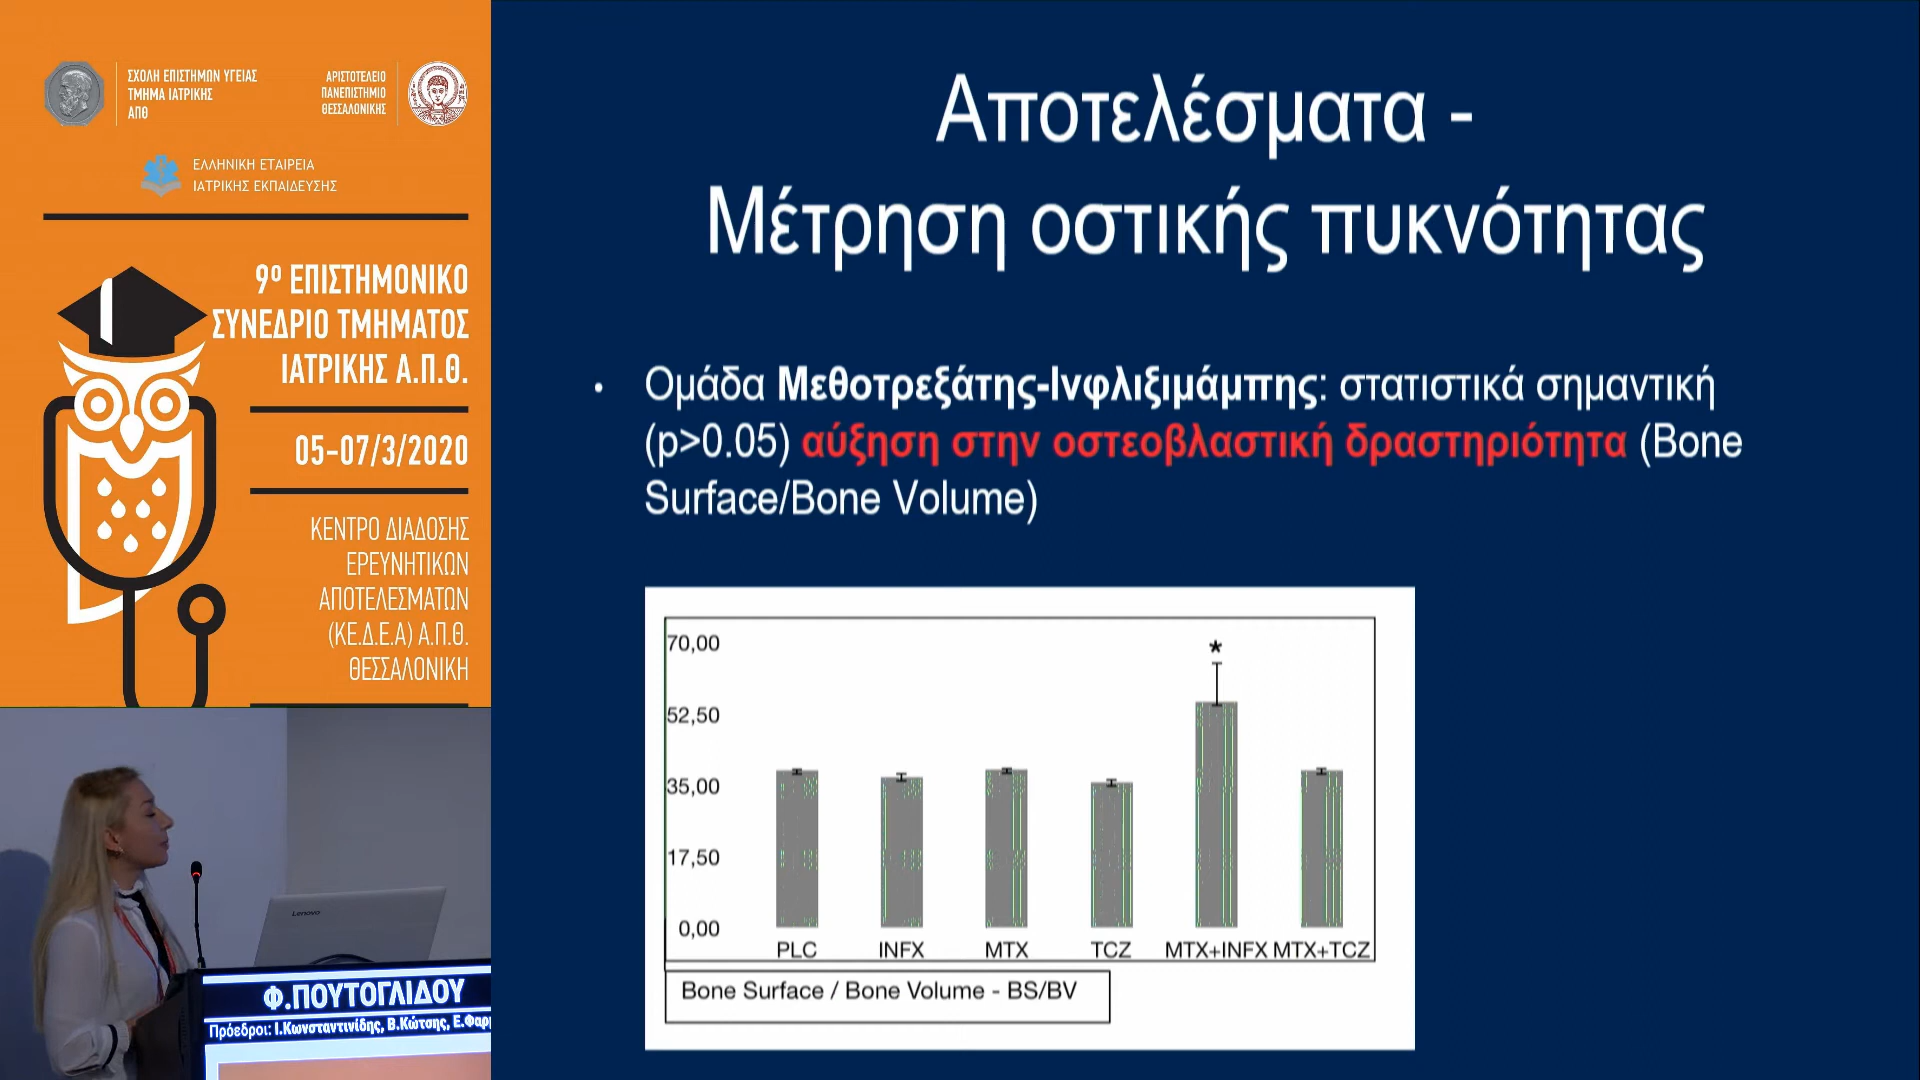 ΣΧΟΛΗ ΕΠΙΣΤΗΜΩΝ ΥΓΕΙΑΣ
ΤΜΗΜΑ ΙΑΤΡΙΚΗΣ
ΑΠΘ
ΑΡΙΣΤΟΤΕΛΕΙΟ
ΠΑΝΕΠΙΣΤΗΜΙΟ
ΘΕΣΣΑΛΟΝΙΚΗΣ
ΕΛΛΗΝΙΚΗ ΕΤΑΙΡΕΙΑ
ΙΑΤΡΙΚΗΣ ΕΚΠΑΙΔΕΥΣΗΣ
9º ΕΠΙΣΤΗΜΟΝΙΚΟ
ΣΥΝΕΔΡΙΟ ΤΜΗΜΑΤΟΣ
ΙΑΤΡΙΚΗΣ Α.Π.Θ.
05-07/3/2020
ΚΕΝΤΡΟ ΔΙΑΔΟΣΗΣ
ΕΡΕΥΝΗΤΙΚΩΝ
ΑΠΟΤΕΛΕΣΜΑΤΩΝ
(ΚΕ.Δ.Ε.Α) Α.Π.Θ.
ΘΕΣΣΑΛΟΝΙΚΗ
Lenovo
Φ.ΠΟΥΤΟΓΛΙΔΟΥ
Πρόεδροι: Ι.Κωνσταντινίδης, Β.Κώτσης, Ε.Φαρμ
Αποτελέσματα -
Μέτρηση οστικής πυκνότητας
• Ομάδα Μεθοτρεξάτης-Ινφλιξιμάμπης: στατιστικά σημαντική
(p>0.05) αύξηση στην οστεοβλαστική δραστηριότητα (Bone
Surface/Bone Volume)
70,00
52,50
35,00
17,50
0,00
*
PLC INFX MTX TCZ MTX+INFX MTX+TCZ
Bone Surface / Bone Volume - BS/BV